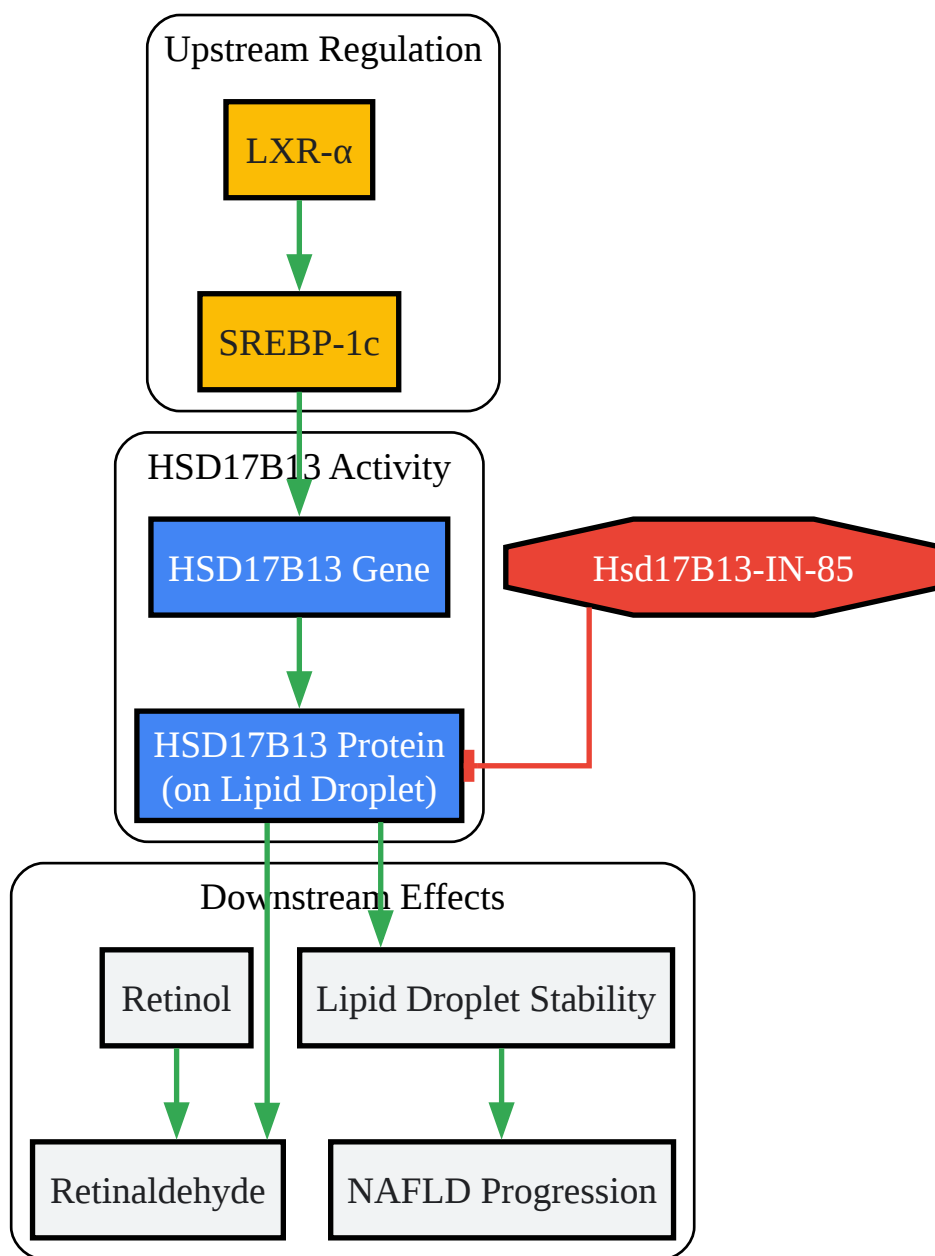 Upstream Regulation
LXR-α
SREBP-1c
HSD17B13 Activity
HSD17B13 Gene
Hsd17B13-IN-85
HSD17B13 Protein
(on Lipid Droplet)
Downstream Effects
Retinol
Lipid Droplet Stability
Retinaldehyde
NAFLD Progression